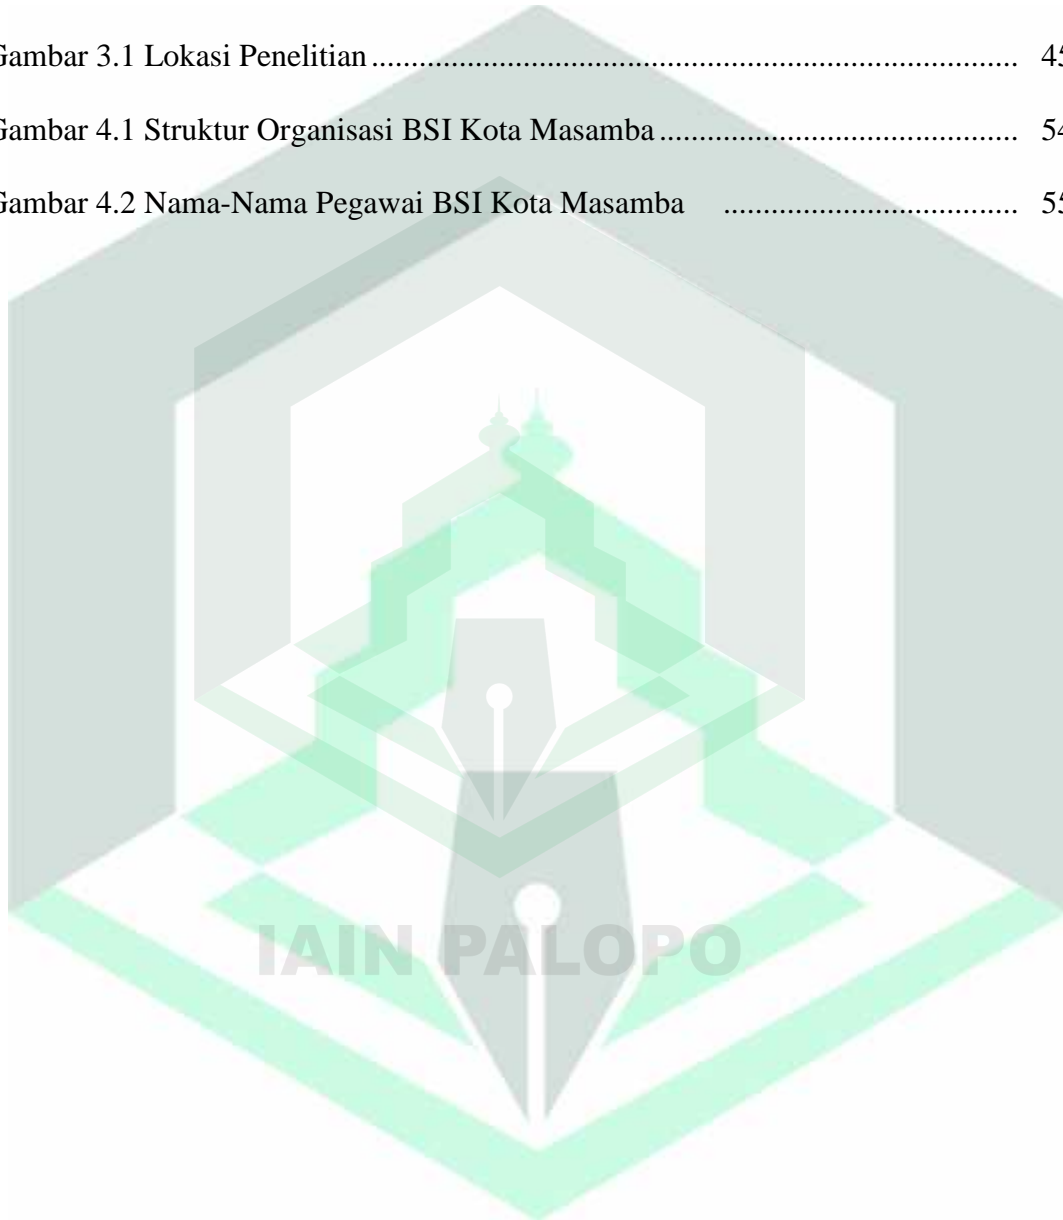 Gambar 3.1 Lokasi Penelitian.................................................................................. 45
Gambar 4.1 Struktur Organisasi BSI Kota Masamba............................................. 54
Gambar 4.2 Nama-Nama Pegawai BSI Kota Masamba ..................................... 55
IAIN PALOPO